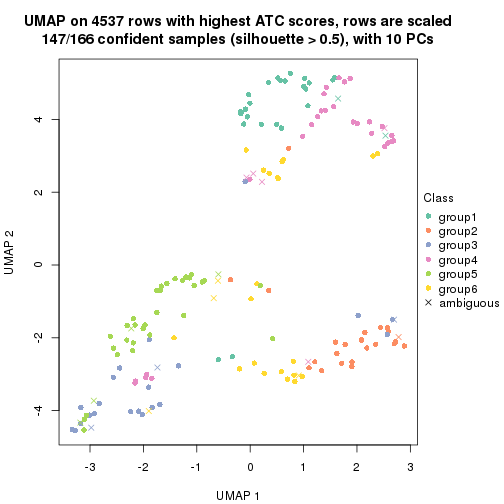 UMAP on 4537 rows with highest ATC scores, rows are scaled
147/166 confident samples (silhouette > 0.5), with 10 PCs
4
2
0
-2
-4
UMAP 2
-3
-2
-1
0
1
2
3
UMAP 1
Class
group1
group2
group3
group4
group5
group6
ambiguous